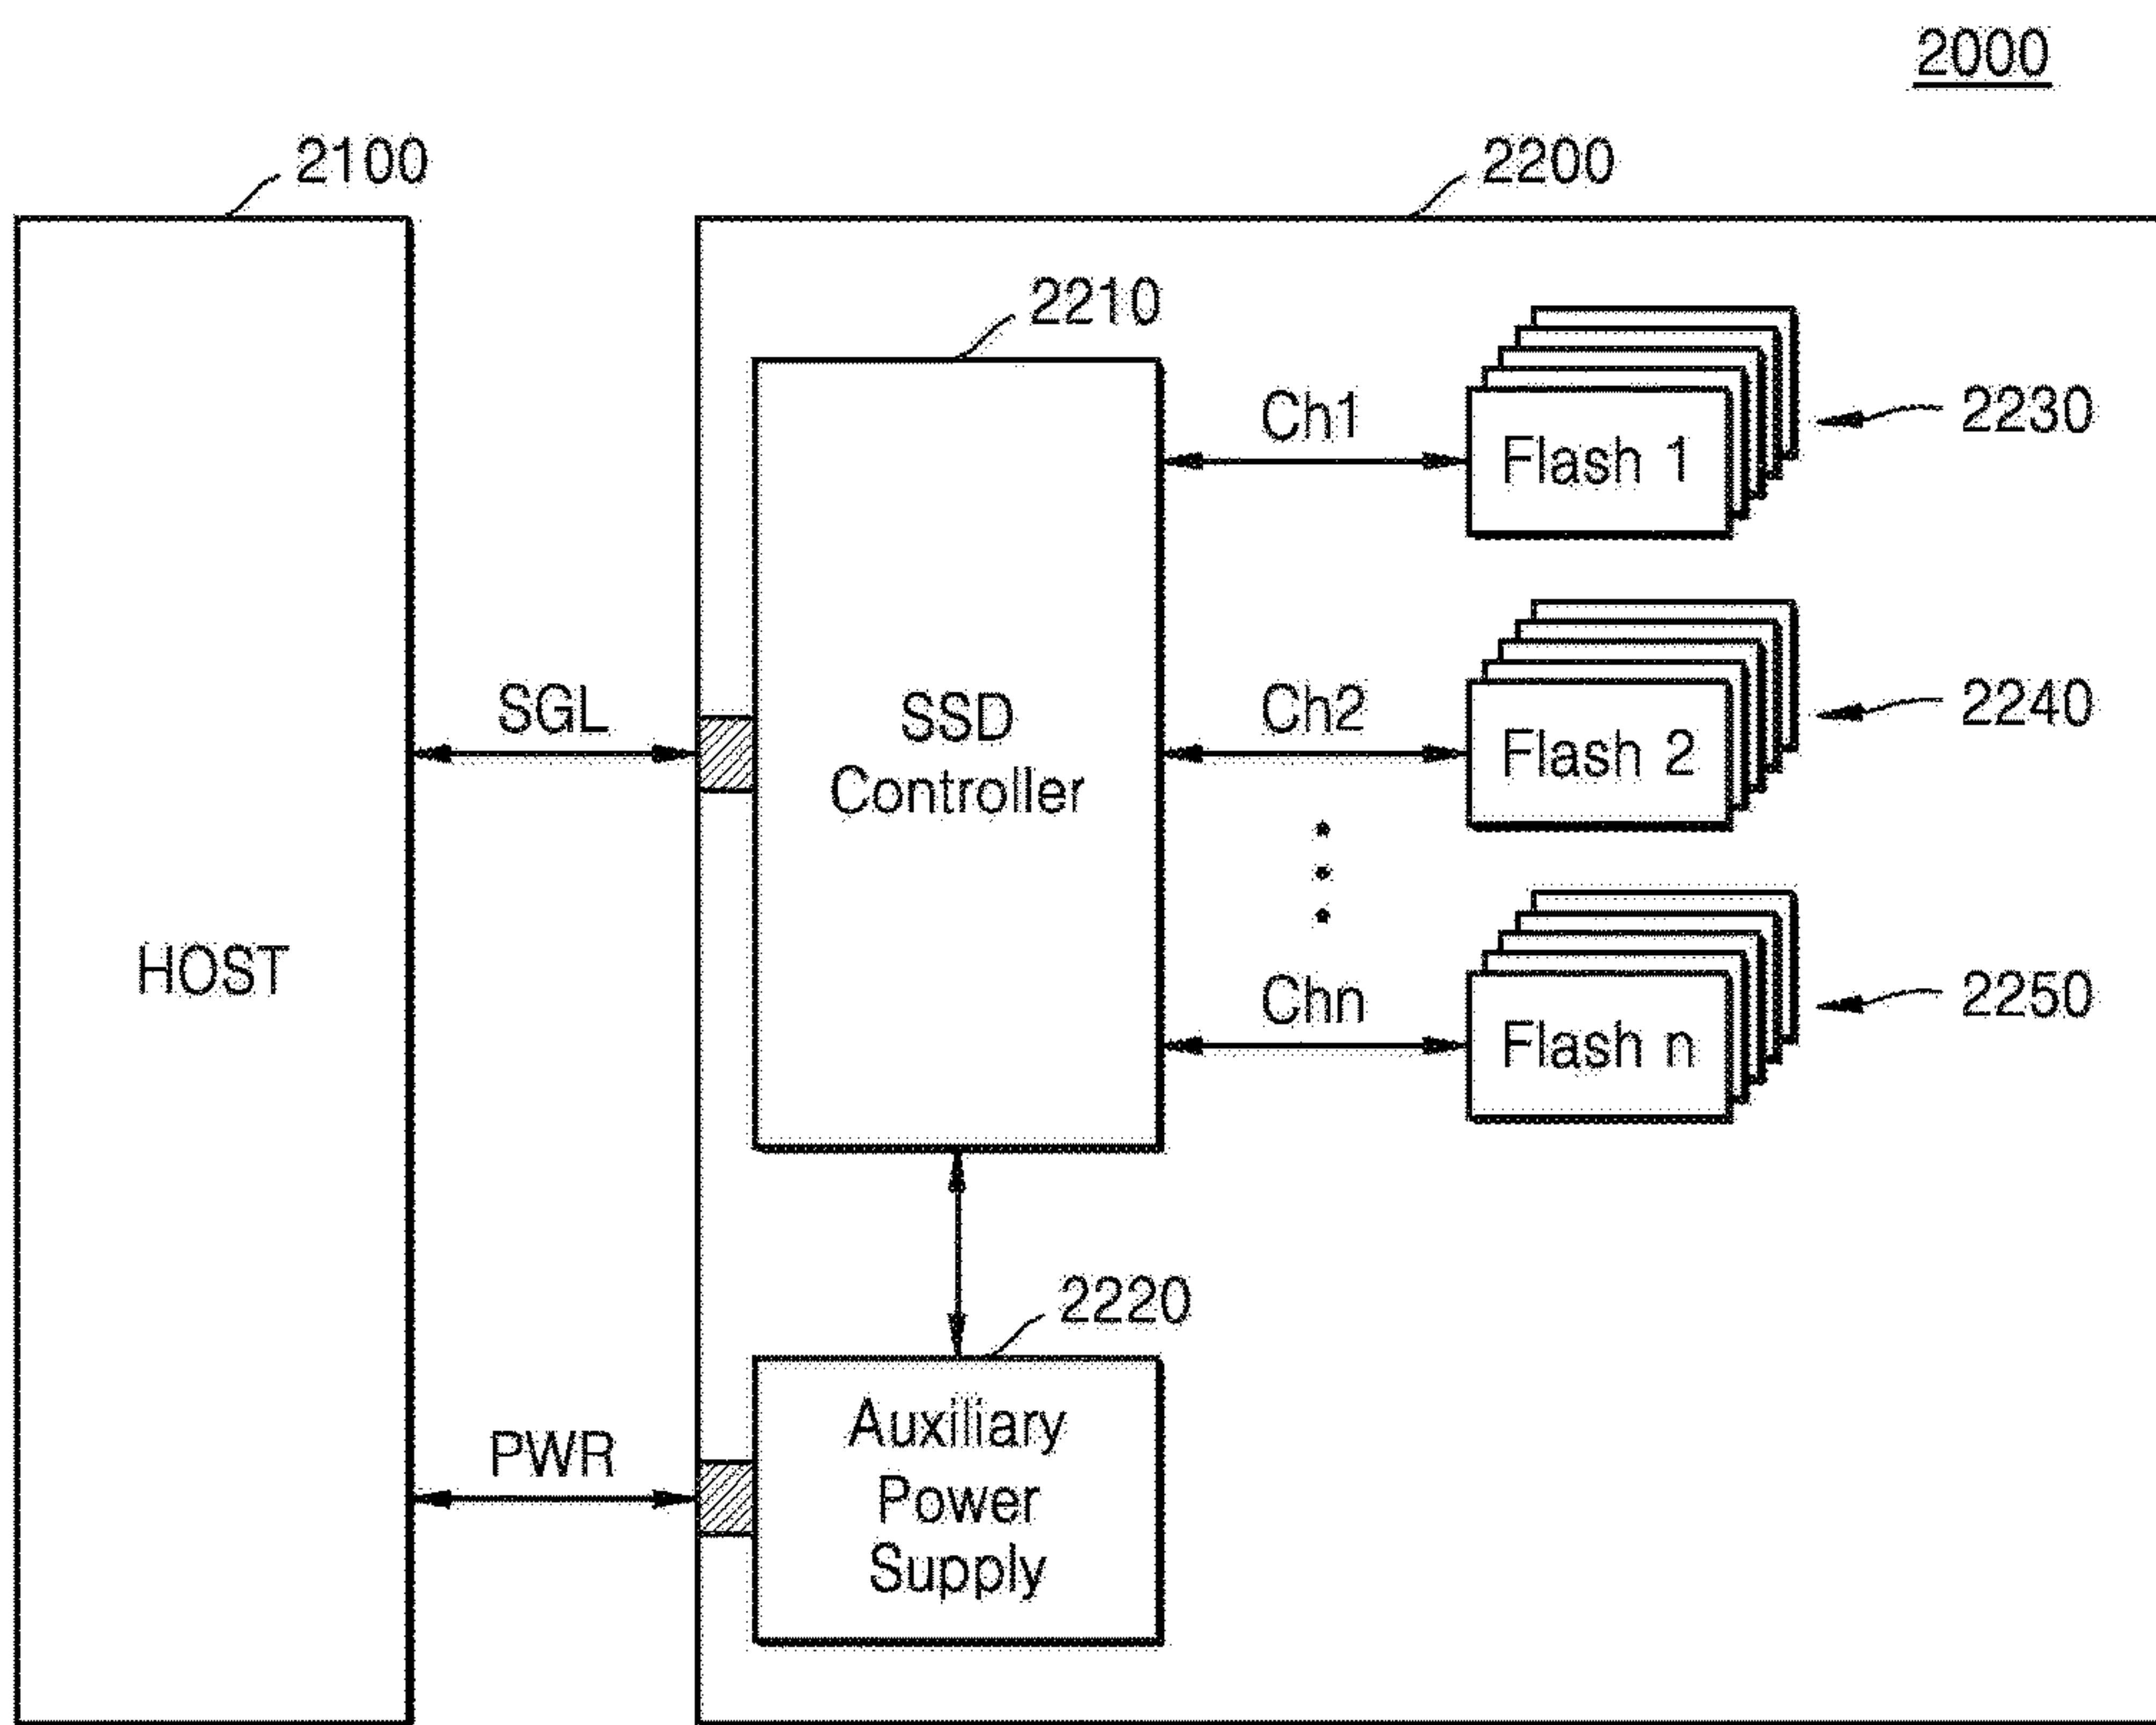 2000
2100
2200
2210
Ch1
Flash 1
2230
SGL
SSD
Controller
Ch2
Flash 2
2240
HOST
Chn
Flash n
2250
2220
PWR
Auxiliary
Power
Supply